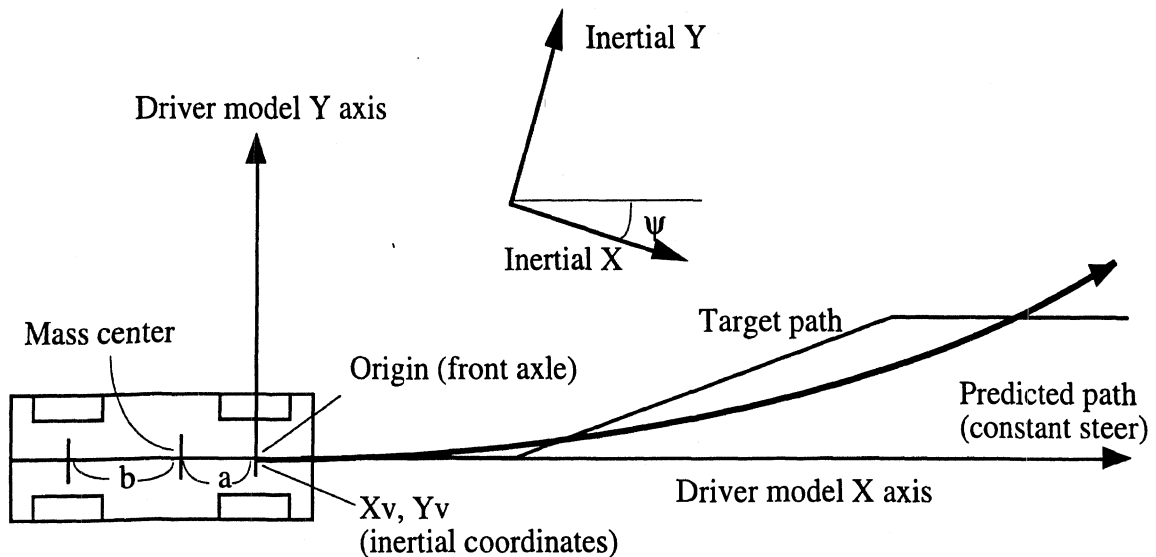 Inertial Y
Driver model Y axis
ψ
Inertial X
Target path
Mass center
Origin (front axle)
Predicted path
(constant steer)
b
a
Driver model X axis
Xv, Yv
(inertial coordinates)